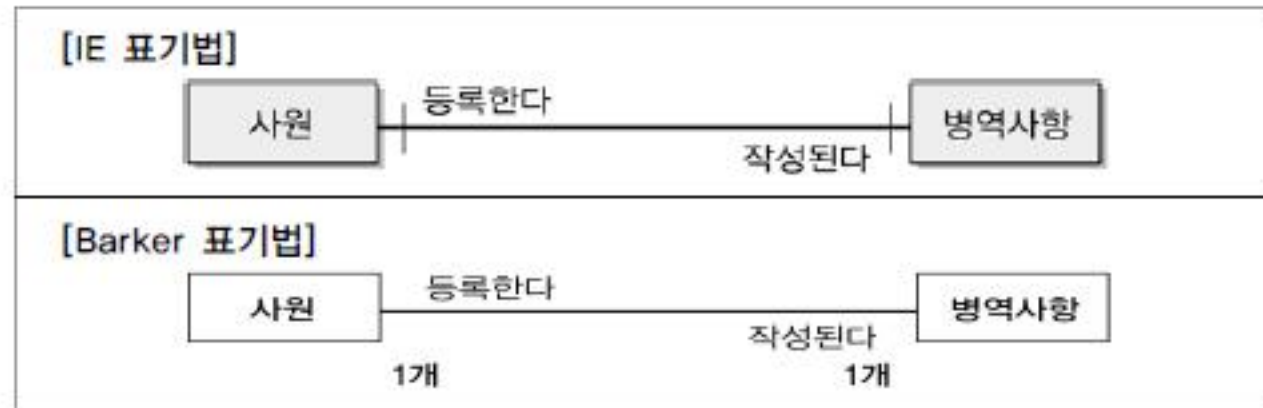 [IE 표기법]
사원 등록한다 작성된다 병역사항
[Barker 표기법]
사원 등록한다 작성된다 병역사항
1개 1개